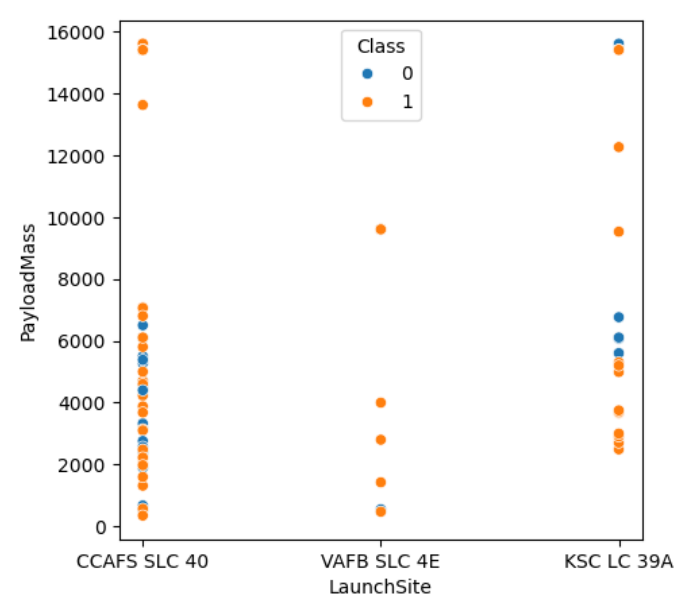 16000
14000
12000
10000
8000
6000
4000
2000
0
PayloadMass
Class
0
1
CCAFS SLC 40
VAFB SLC 4E
KSC LC 39A
LaunchSite